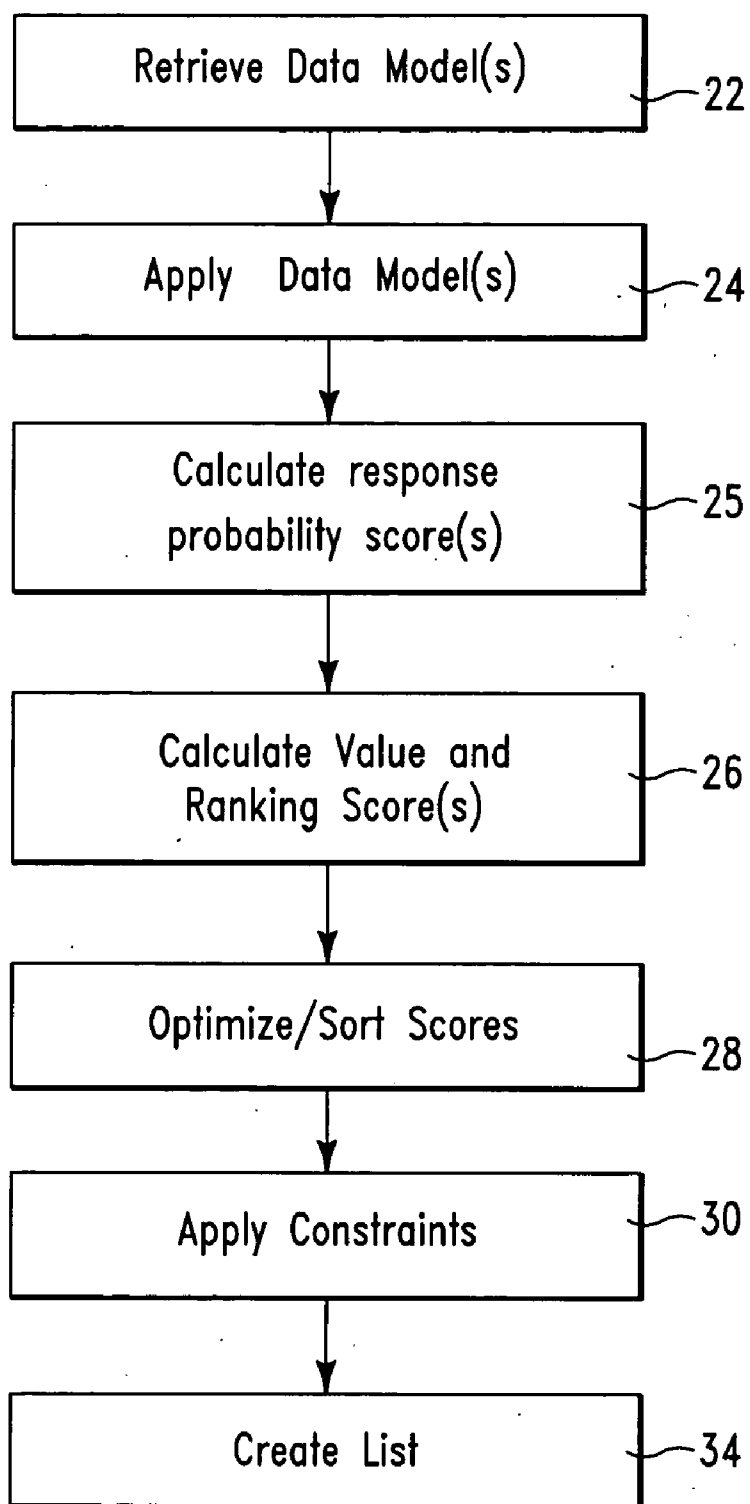 Retrieve Data Model(s)
22
Apply Data Model(s)
24
Calculate response
probability score(s)
25
Calculate Value and
Ranking Score(s)
26
Optimize/Sort Scores
28
Apply Constraints
30
Create List
34